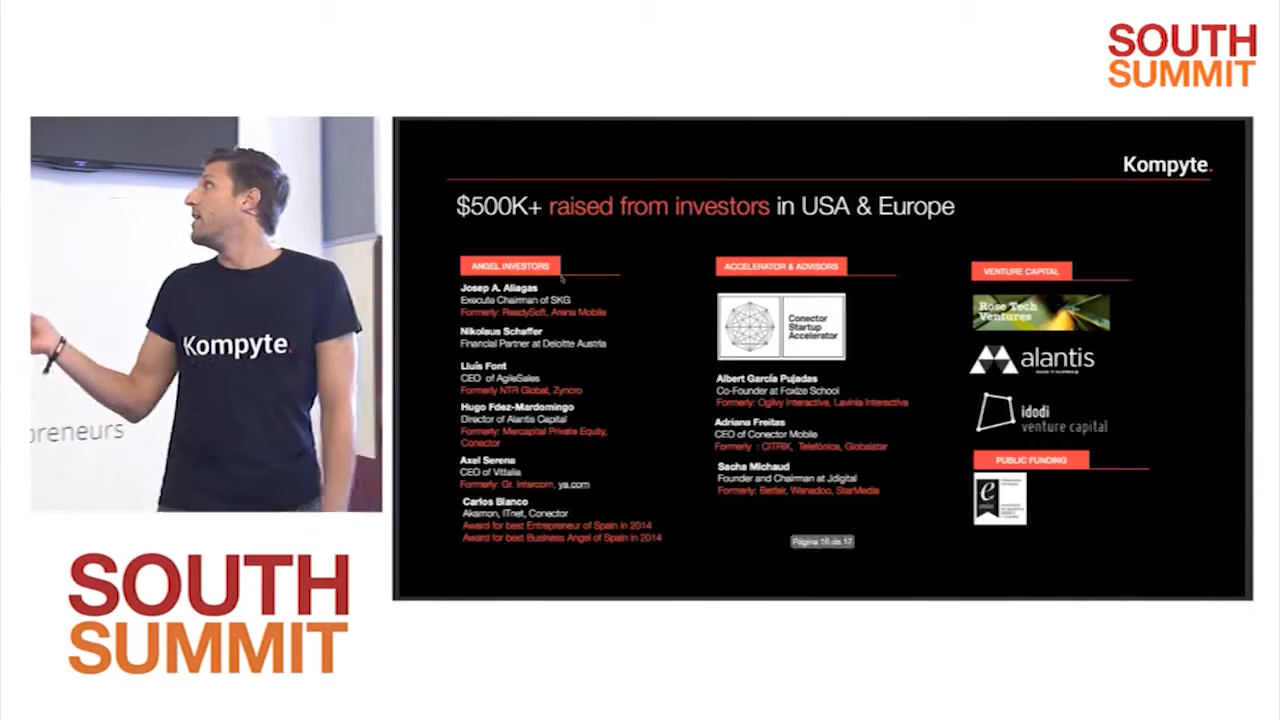 SOUTH
SUMMIT
Kompyte.
preneurs
SOUTH
SUMMIT
Kompyte.
$500K+ raised from investors in USA & Europe
ANGEL INVESTORS
Josep A. Aliagas
Execute Chairman of SKG
Formerly: ReadySoft, Arena Mobile
Nikolaus Schaffer
Financial Partner at Deloitte Austria
Lluís Font
CEO of AgileSales
Formerly NTR Global, Zyncro
Hugo Fdez-Mardomingo
Director of Alantis Capital
Formerly: Mercapital Private Equity,
Conector
Axel Serena
CEO of Vittalia
Formerly: Gr. Intercom, ya.com
Carlos Blanco
Akamon, ITnet, Conector
Award for best Entrepreneur of Spain in 2014
Award for best Business Angel of Spain in 2014
ACCELERATOR & ADVISORS
Conector
Startup
Accelerator
Albert García Pujadas
Co-Founder at Foxize School
Formerly: Ogilvy Interactive, Lavinia Interactiva
Adriana Freitas
CEO of Conector Mobile
Formerly : CITRIX, Telefónica, Globalstar
Sacha Michaud
Founder and Chairman at Jdigital
Formerly: Betfair, Wanadoo, StarMedia
Página 16 de 17
VENTURE CAPITAL
Rose Tech
Ventures
alantis
idodi
venture capital
PUBLIC FUNDING
e